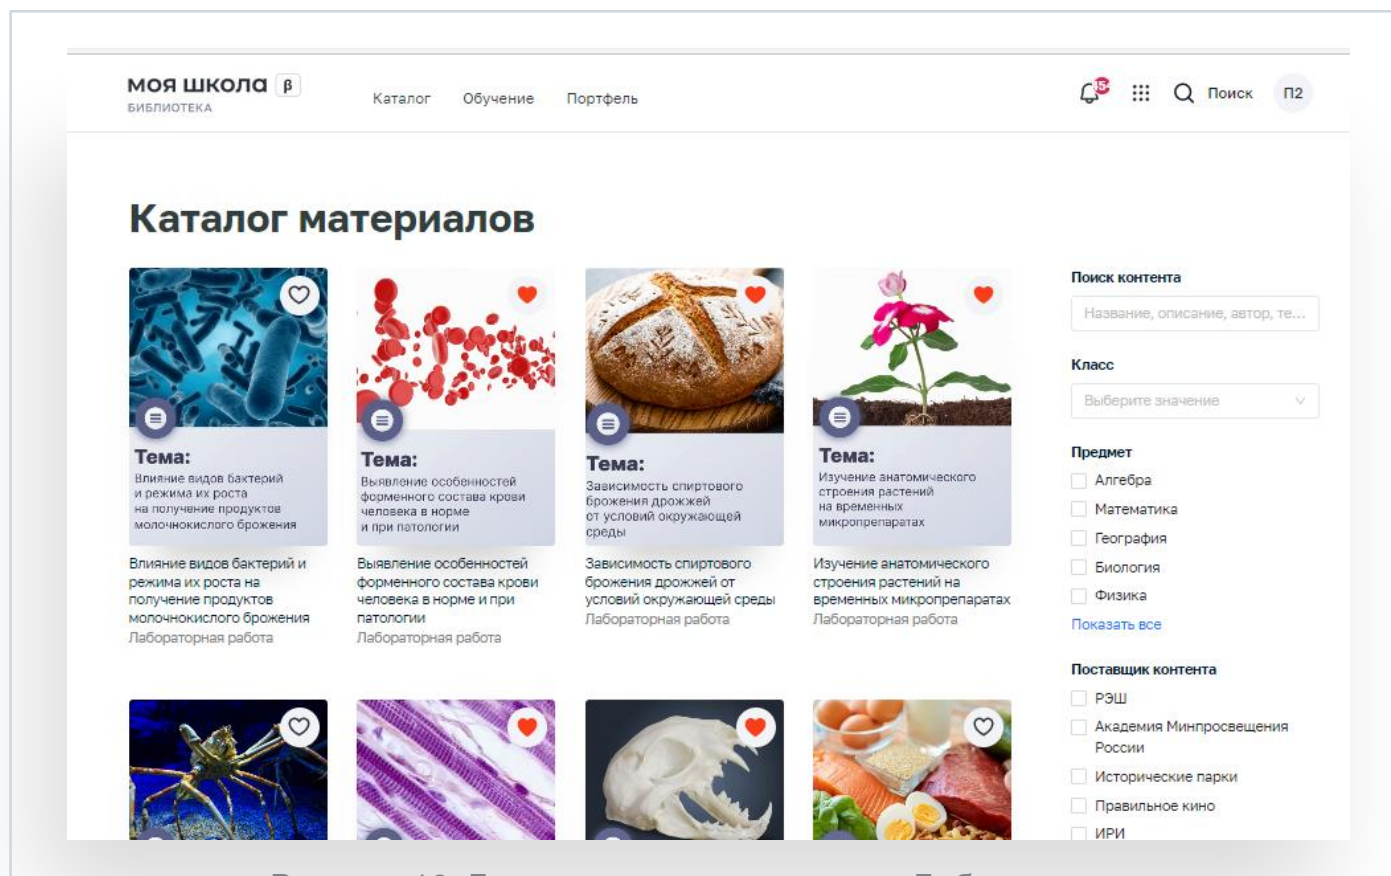 моя школа β
БИБЛИОТЕКА
Каталог Обучение Портфель
Поиск П2
Каталог материалов
Тема:
Влияние видов бактерий
и режима их роста
на получение продуктов
молочнокислого брожения
Влияние видов бактерий и
режима их роста на
получение продуктов
молочнокислого брожения
Лабораторная работа
Тема:
Выявление особенностей
форменного состава крови
человека в норме
и при патологии
Выявление особенностей
форменного состава крови
человека в норме и при
патологии
Лабораторная работа
Тема:
Зависимость спиртового
брожения дрожжей
от условий окружающей
среды
Зависимость спиртового
брожения дрожжей от
условий окружающей среды
Лабораторная работа
Тема:
Изучение анатомического
строения растений
на временных
микропрепаратах
Изучение анатомического
строения растений на
временных микропрепаратах
Лабораторная работа
Поиск контента
Название, описание, автор, те...
Класс
Выберите значение
Предмет
Алгебра
Математика
География
Биология
Физика
Показать все
Поставщик контента
РЭШ
Академия Минпросвещения
России
Исторические парки
Правильное кино
ИРИ